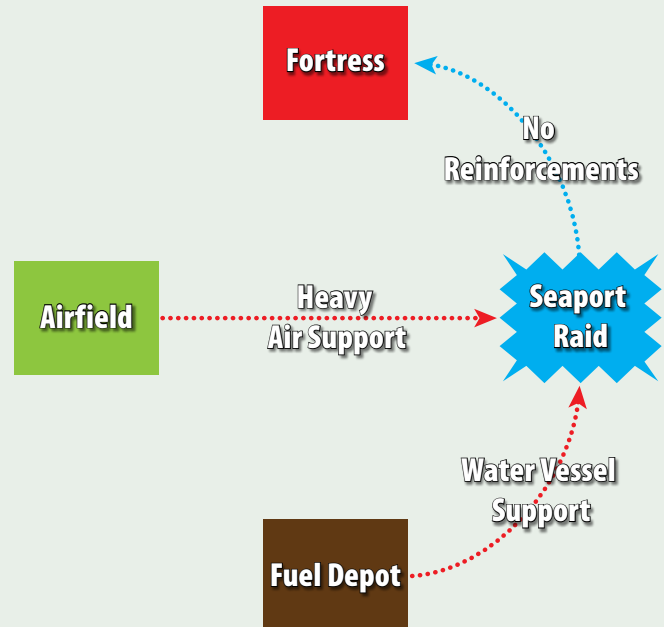 Fortress
No
Reinforcements
Airfield
Heavy
Air Support
Seaport
Raid
Water Vessel
Support
Fuel Depot